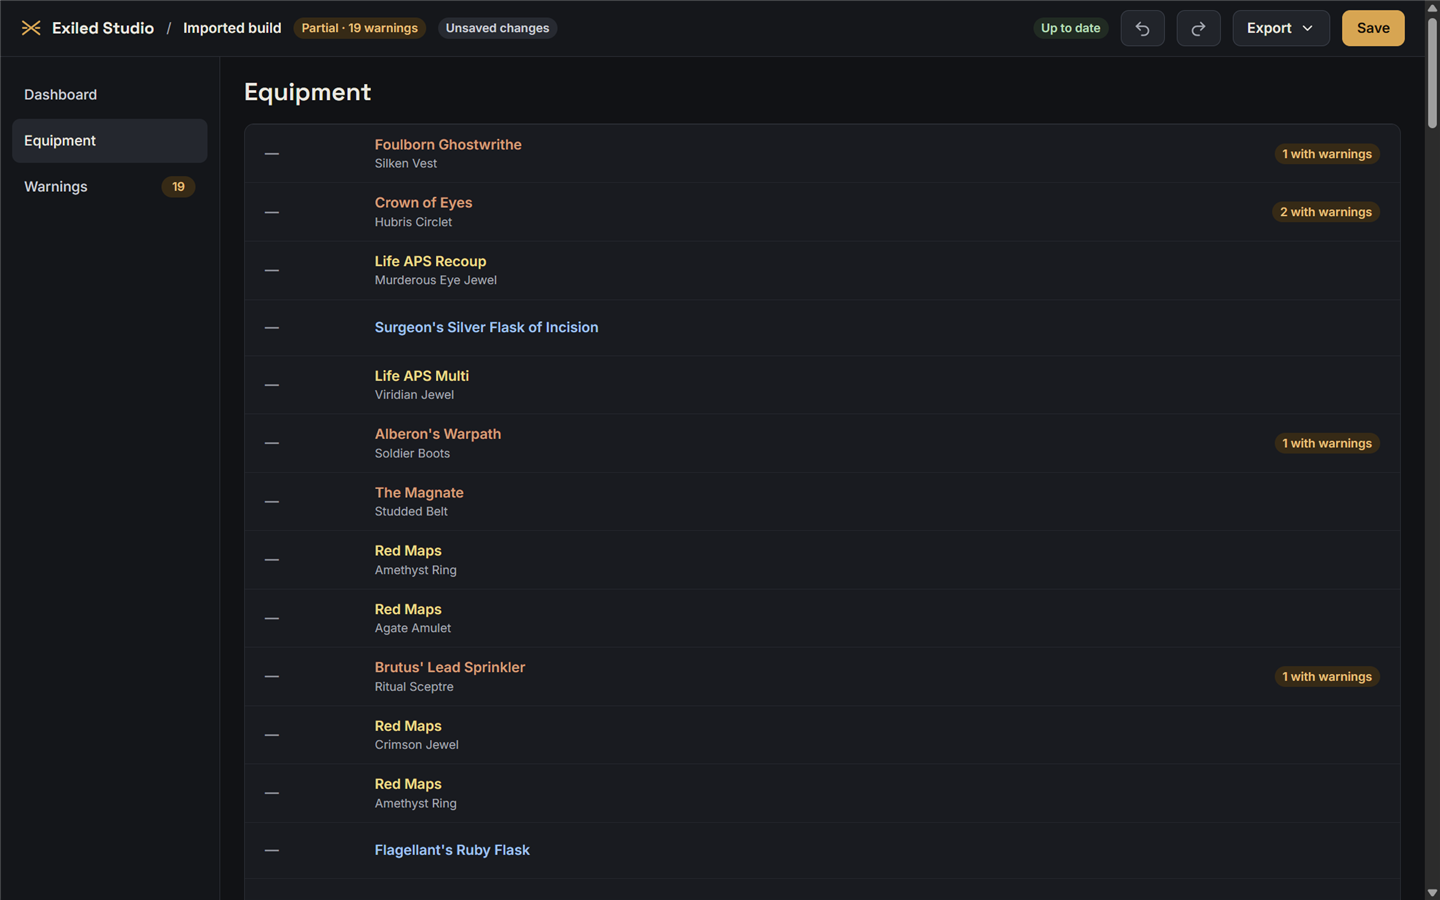 Exiled Studio / Imported build Partial · 19 warnings Unsaved changes Up to date Export Save
Dashboard
Equipment
Warnings 19
Equipment
— Foulborn Ghostwrithe 1 with warnings
Silken Vest
— Crown of Eyes 2 with warnings
Hubris Circlet
— Life APS Recoup
Murderous Eye Jewel
— Surgeon's Silver Flask of Incision
— Life APS Multi
Viridian Jewel
— Alberon's Warpath 1 with warnings
Soldier Boots
— The Magnate
Studded Belt
— Red Maps
Amethyst Ring
— Red Maps
Agate Amulet
— Brutus' Lead Sprinkler 1 with warnings
Ritual Sceptre
— Red Maps
Crimson Jewel
— Red Maps
Amethyst Ring
— Flagellant's Ruby Flask